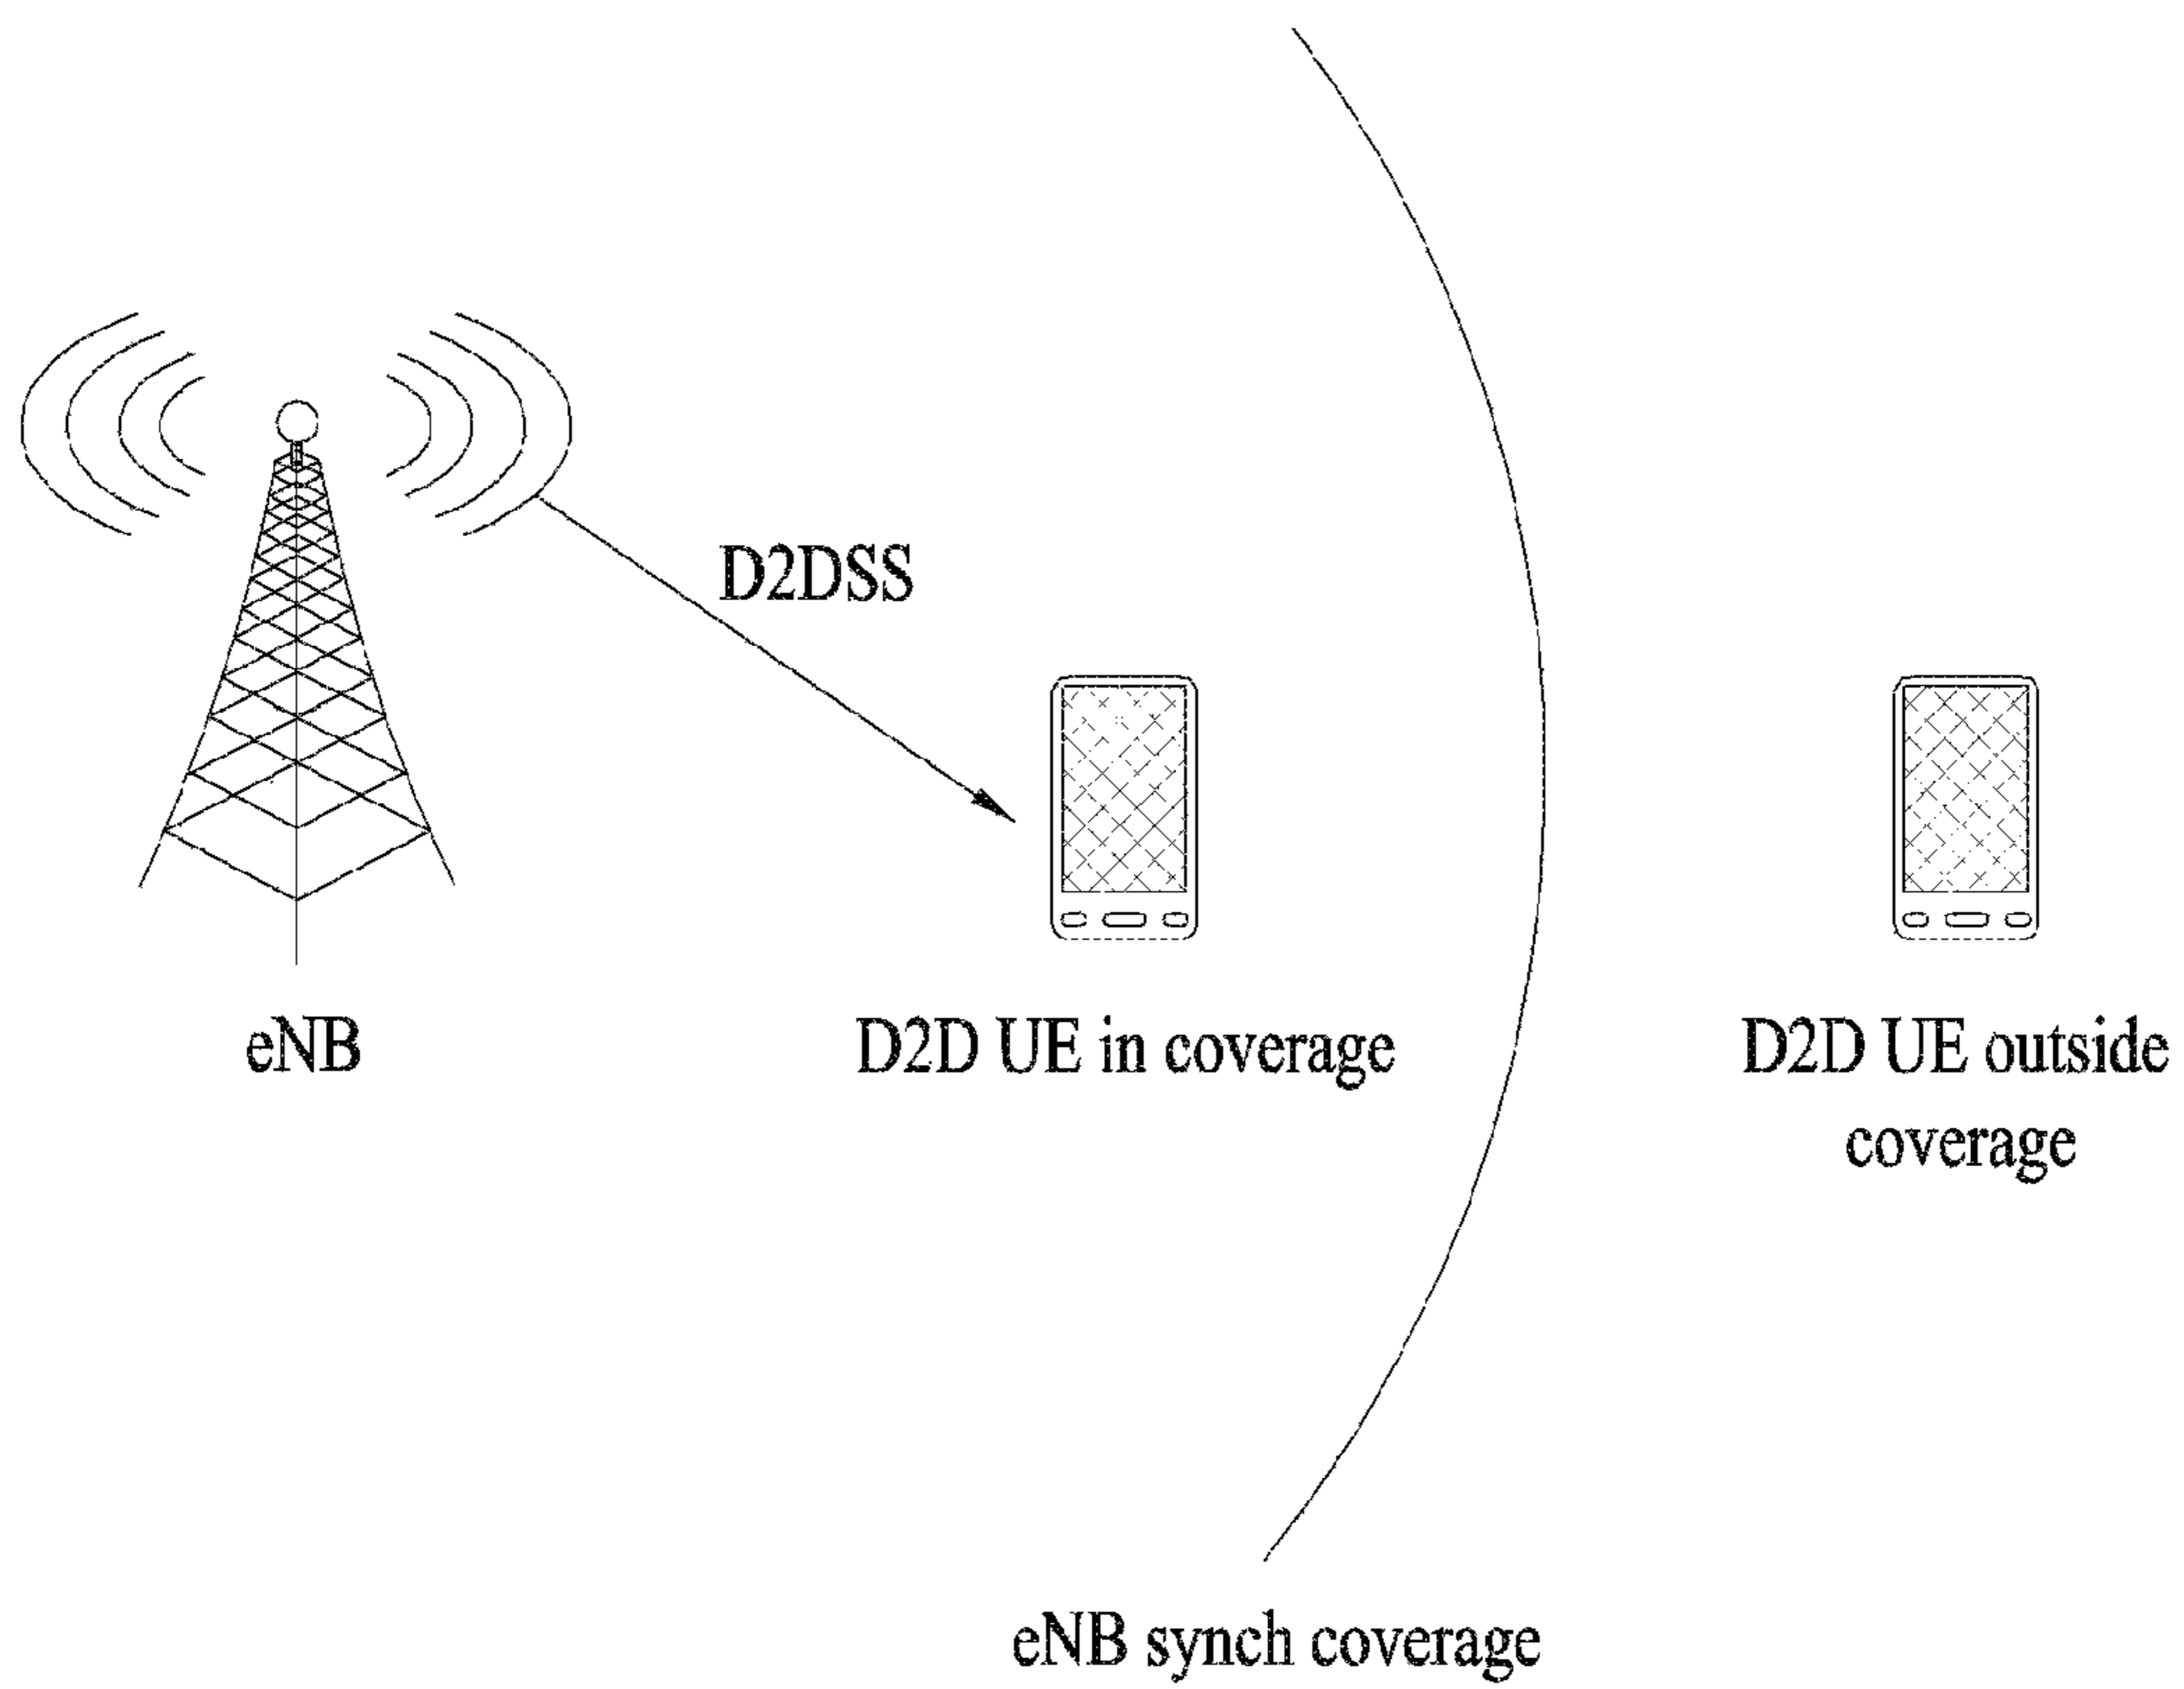 D2DSS
eNB
D2D UE in coverage
D2D UE outside
coverage
eNB synch coverage